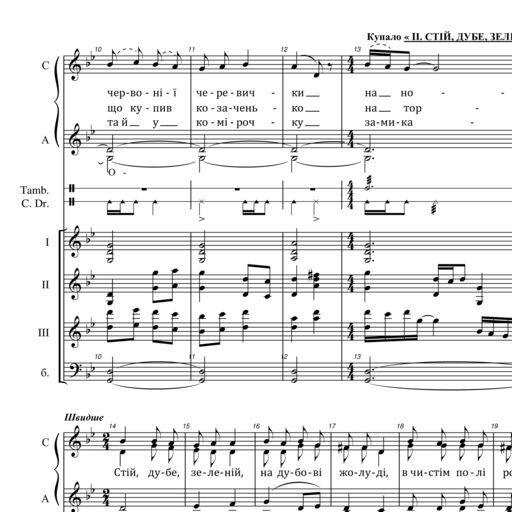 Купало « ІІ. СТІЙ, ДУБЕ, ЗЕЛ
10 11 12 13
С
чер-во-ні-ї че-ре-вич - ки на но -
що ку-пив ко-за-чень - ко на тор -
та й у ко-мі-роч - ку за-ми-ка -
А
О -
Tamb.
C. Dr.
I
II
III
10 11 12 13
б.
Швидше
14 15 16 17 18 19
С
Стій, ду-бе, зе-ле-ній, на ду-бо-ві жо-лу-ді, в чи-стім по-лі
А